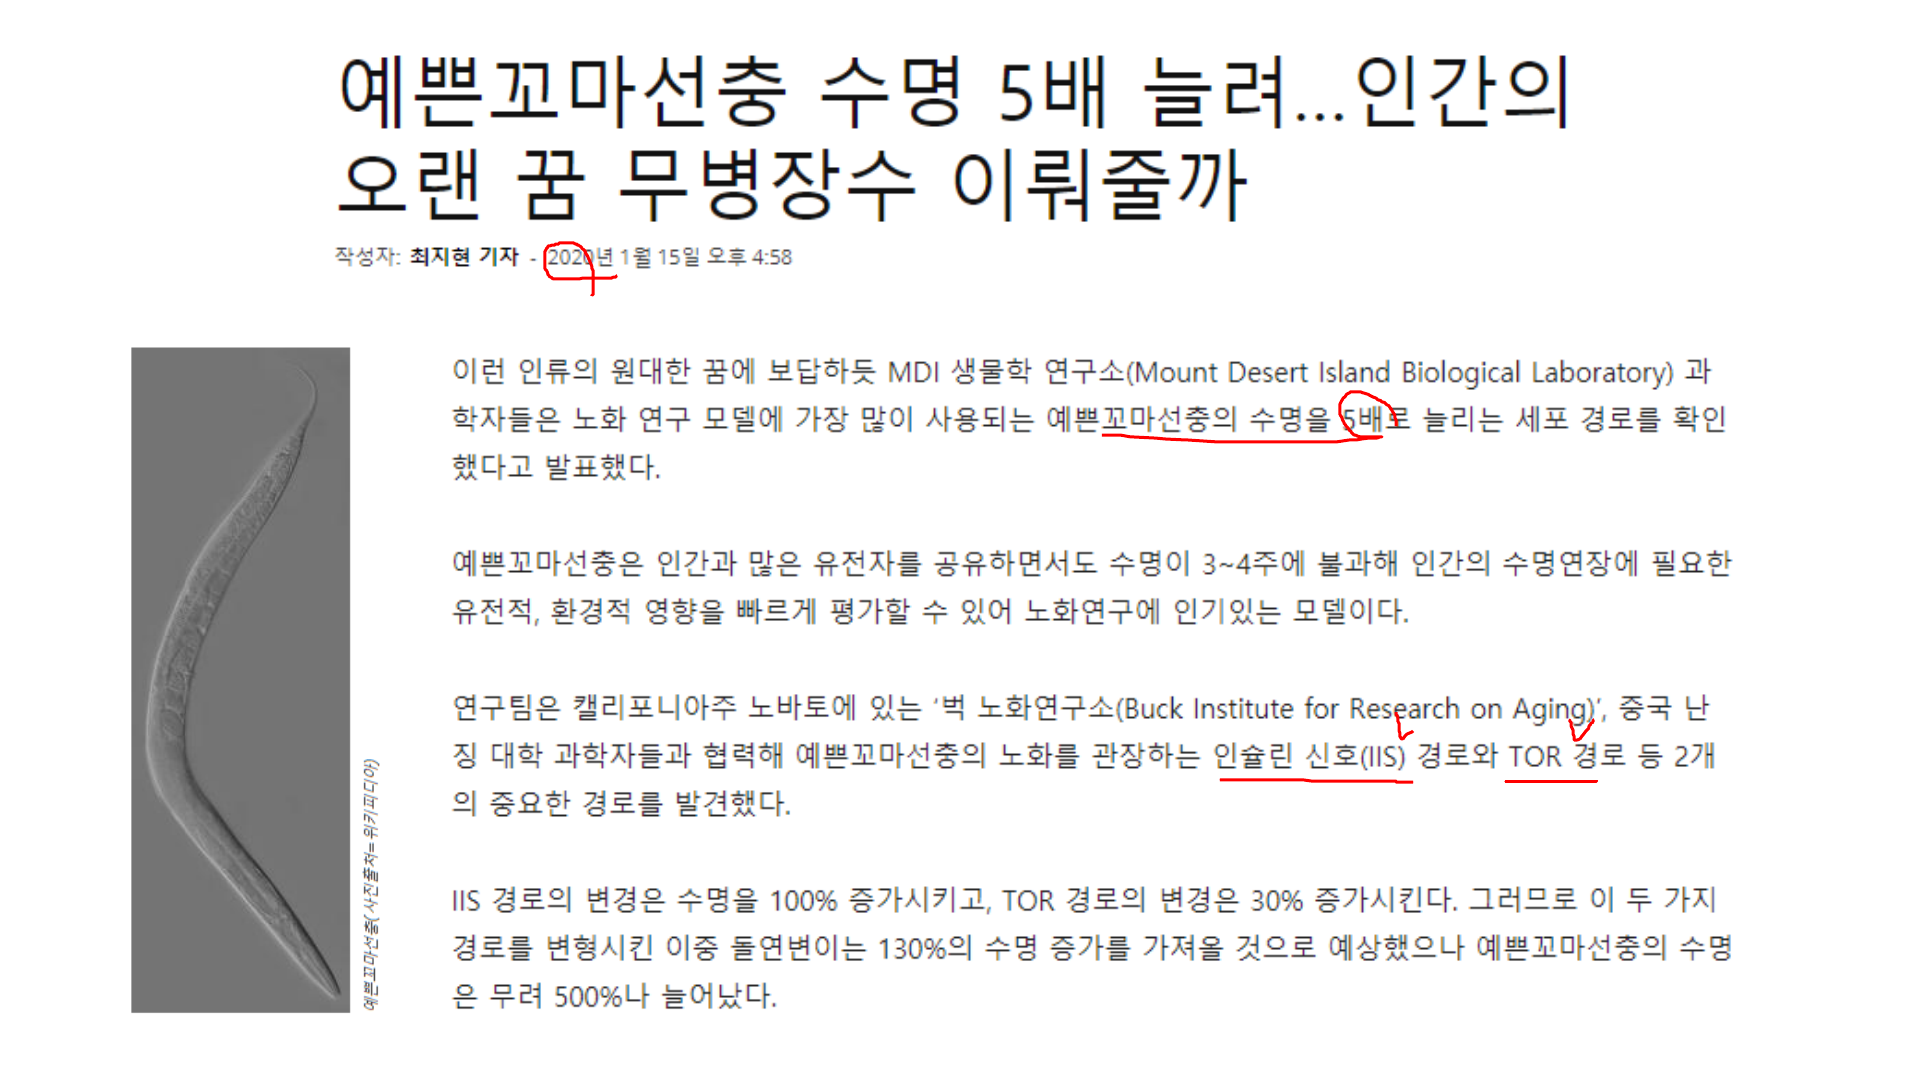 예쁜꼬마선충 수명 5배 늘려...인간의
오랜 꿈 무병장수 이뤄줄까
작성자: 최지현 기자 - 2020년 1월 15일 오후 4:58
이런 인류의 원대한 꿈에 보답하듯 MDI 생물학 연구소(Mount Desert Island Biological Laboratory) 과
학자들은 노화 연구 모델에 가장 많이 사용되는 예쁜꼬마선충의 수명을 5배로 늘리는 세포 경로를 확인
했다고 발표했다.
예쁜꼬마선충은 인간과 많은 유전자를 공유하면서도 수명이 3~4주에 불과해 인간의 수명연장에 필요한
유전적, 환경적 영향을 빠르게 평가할 수 있어 노화연구에 인기있는 모델이다.
연구팀은 캘리포니아주 노바토에 있는 '벅 노화연구소(Buck Institute for Research on Aging)', 중국 난
징 대학 과학자들과 협력해 예쁜꼬마선충의 노화를 관장하는 인슐린 신호(IIS) 경로와 TOR 경로 등 2개
의 중요한 경로를 발견했다.
IIS 경로의 변경은 수명을 100% 증가시키고, TOR 경로의 변경은 30% 증가시킨다. 그러므로 이 두 가지
경로를 변형시킨 이중 돌연변이는 130%의 수명 증가를 가져올 것으로 예상했으나 예쁜꼬마선충의 수명
은 무려 500%나 늘어났다.
예쁜꼬마선충(사진출처=위키피디아)